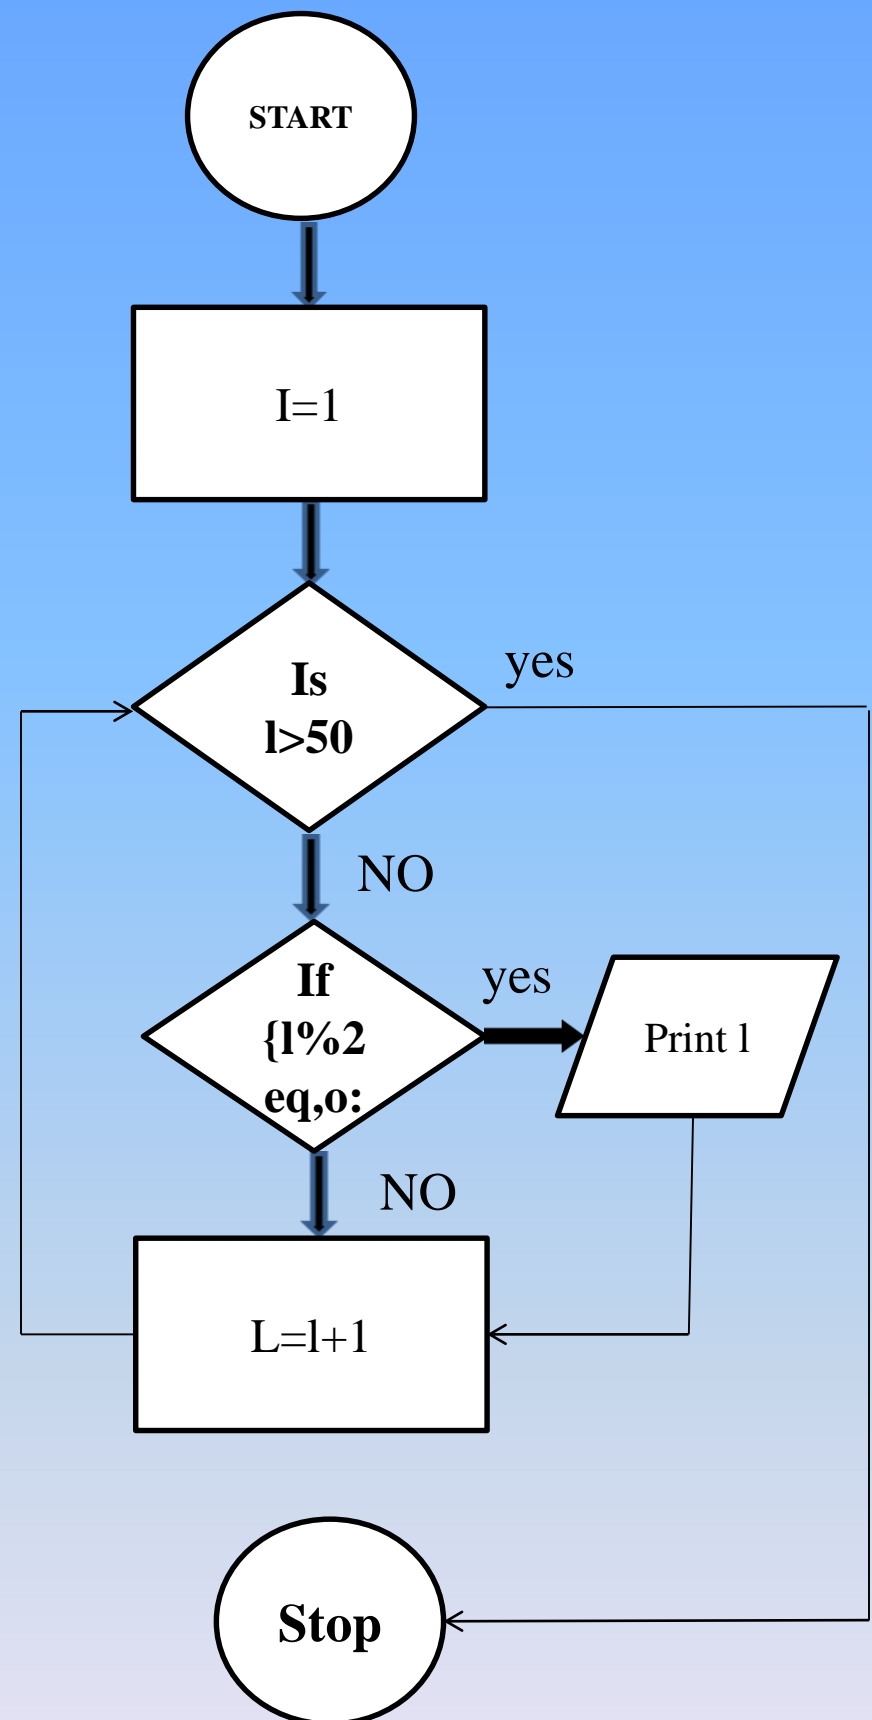 START
I=1
Is
l>50
yes
NO
If
{l%2
eq,o:
yes
Print l
NO
L=l+1
Stop